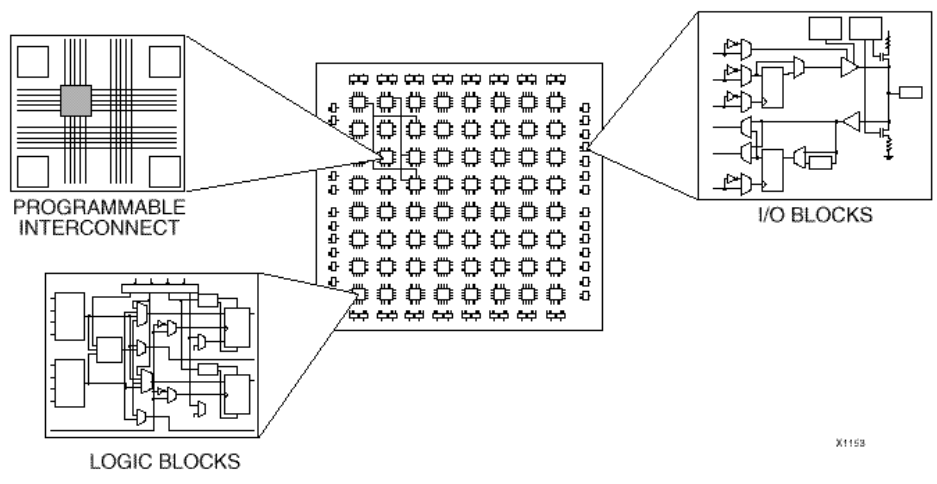 PROGRAMMABLE
INTERCONNECT
I/O BLOCKS
LOGIC BLOCKS
X1153